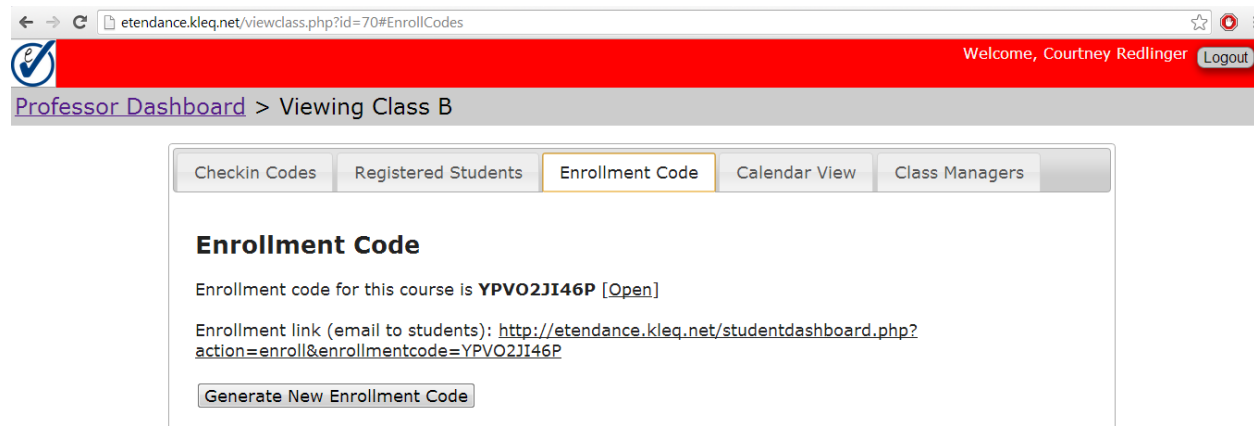 etendance.kleq.net/viewclass.php?id=70#EnrollCodes
Welcome, Courtney Redlinger Logout
Professor Dashboard > Viewing Class B
Checkin Codes Registered Students Enrollment Code Calendar View Class Managers
Enrollment Code
Enrollment code for this course is YPVO2JI46P [Open]
Enrollment link (email to students): http://etendance.kleq.net/studentdashboard.php?
action=enroll&enrollmentcode=YPVO2JI46P
Generate New Enrollment Code